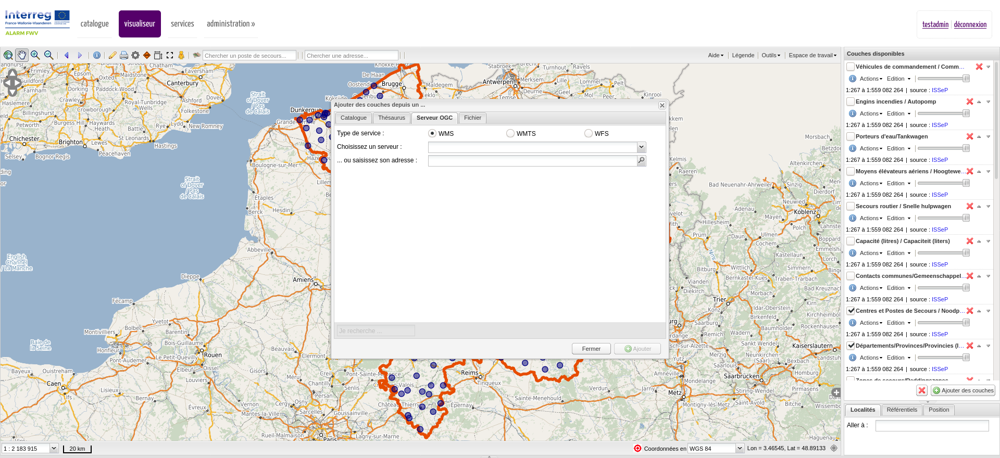 Interreg
France-Wallonie-Vlaanderen
ALARM FWV
catalogue
visualiseur
services
administration »
testadmin
déconnexion
Chercher un poste de secours...
Chercher une adresse...
Aide
Légende
Outils
Espace de travail
Ajouter des couches depuis un ...
Catalogue
Thésaurus
Serveur OGC
Fichier
Type de service :
WMS
WMTS
WFS
Choisissez un serveur :
... ou saisissez son adresse :
Je recherche ...
Fermer
Ajouter
Couches disponibles
Véhicules de commandement / Comm...
Actions
Edition
1:267 à 1:559 082 264 | source : ISSeP
Engins incendies / Autopomp
Actions
Edition
1:267 à 1:559 082 264 | source : ISSeP
Porteurs d'eau/Tankwagen
Actions
Edition
1:267 à 1:559 082 264 | source : ISSeP
Moyens élévateurs aériens / Hoogtewe...
Actions
Edition
1:267 à 1:559 082 264 | source : ISSeP
Secours routier / Snelle hulpwagen
Actions
Edition
1:267 à 1:559 082 264 | source : ISSeP
Capacité (litres) / Capaciteit (liters)
Actions
Edition
1:267 à 1:559 082 264 | source : ISSeP
Contacts communes/Gemeenschappel...
Actions
Edition
1:267 à 1:559 082 264 | source : ISSeP
Centres et Postes de Secours / Noodp...
Actions
Edition
1:267 à 1:559 082 264 | source : ISSeP
Départements/Provinces/Provincies (I...
Actions
Edition
1:267 à 1:559 082 264 | source : ISSeP
Zones de secours/Reddingszones
Ajouter des couches
Localités
Référentiels
Position
Aller à :
1 : 2 183 915
20 km
Coordonnées en
WGS 84
Lon = 3.46545, Lat = 48.89133
Frimley
Epsom
Oxted
Maidstone
Faversham
Canterbury
Guildford
Farnham
Dorking
Paddock Wood
Haslemere
Crawley
Royal Tunbridge
Wells
Ashford
Dover
Billingshurst
Crowborough
Folkestone
Petworth
Burgess Hill
Haywards
Heath
Battle
Rye
Lydd
New Romney
Chichester
Brighton
Lewes
St Leonards
Hastings
Selsey
Bognor Regis
Peacehaven
Strait
of Dover
/ Pas
de Calais
Strait
of Dover
/ Pas
de Calais
English
Channel
/ La Manche
Baie de
la Seine
Knokke-Heist
De Haan
Brugge
Maldegem
Eeklo
Stabroek
Antwerpen
Brecht
Turnhout
Ravels
Merksem
Lille
Lommel
Pelt
Geel
Mol
Peer
Deurne
Temse
Kinrooi
Dunkerque
Boulogne-sur-Mer
Lillers
Étaples
Berck
Hesdin
Abbeville
Dieppe
Amiens
Fécamp
Yvetot
Bolbec
Barentin
Montivilliers
Bois-Guillaume
Honfleur
Pont-Audemer
Le Petit-Quevilly
Rouen
Elbeuf
Oissel
Louviers
Beauvais
Clermont
Gisors
Méru
Creil
Chantilly
Senlis
Persan
Pont-Sainte-Maxence
Bayeux
Ouistreham
Caen
Lisieux
Bernay
Évreux
Vernon
Cergy
Osny
Mantes-la-Ville
Sarcelles
Goussainville
Rueil-Malmaison
Paris
Lagny-sur-Marne
Vire
Falaise
Château-Thierry
Épernay
Reims
Tinqueux
Sainte-Menehould
Verdun
Jarny
Metz
Amnéville
Yutz
Montigny-lès-Metz
Saint-Avold
Kelmis
Raeren
Bad Neuenahr-Ahrweiler
Sinzig
Altenkirchen
Morsbach
Neuwied
Dierdorf
Adenau
Mayen
Koblenz
Hillesheim
Polch
Lahnstein
Prüm
Daun
Ulmen
Cochem
Boppard
Kastellaun
Bitburg
Wittlich
Simmern
Bernkastel-Kues
Traben-Trarbach
Vianden
Diekirch
Morbach
Bad Kreuznach
Trier
Konz
Idar-Oberstein
Birkenfeld
Kirn
Kirchheimbolanden
Hermeskeil
Remich
Wadern
Baumholder
Rockenhausen
Sankt Wendel
Kaiserslautern
Merzig
Neunkirchen
(Saar)
Saarlouis
Bexbach
Landstuhl
Homburg
Saarbrücken
Stiring-Wendel
Pirmasens
Bitche
Wissembourg
Haguenau